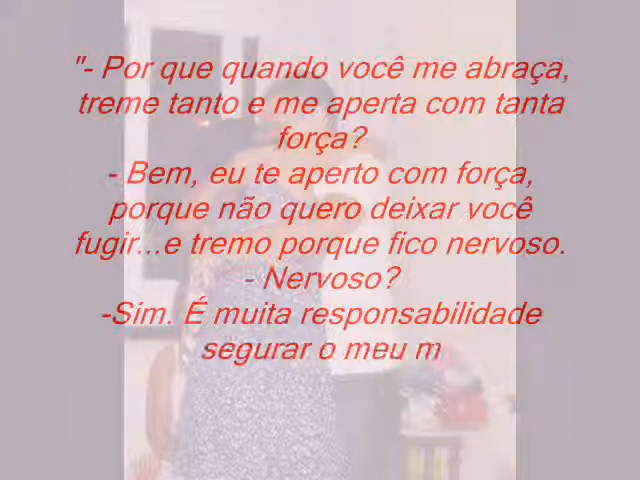 "- Por que quando você me abraça,
treme tanto e me aperta com tanta
força?
- Bem, eu te aperto com força,
porque não quero deixar você
fugir...e tremo porque fico nervoso.
- Nervoso?
-Sim. É muita responsabilidade
segurar o meu m